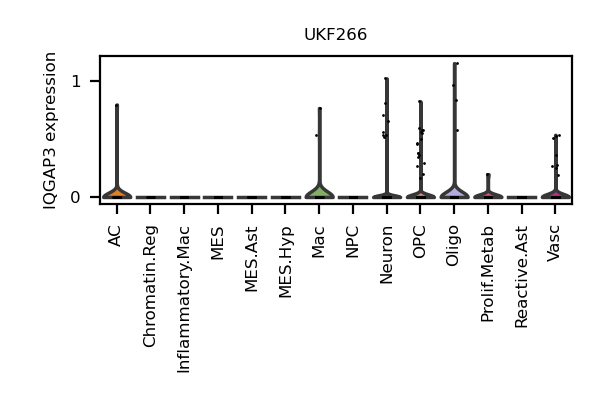 UKF266
IQGAP3 expression
1
0
AC
Chromatin.Reg
Inflammatory.Mac
MES
MES.Ast
MES.Hyp
Mac
NPC
Neuron
OPC
Oligo
Prolif.Metab
Reactive.Ast
Vasc